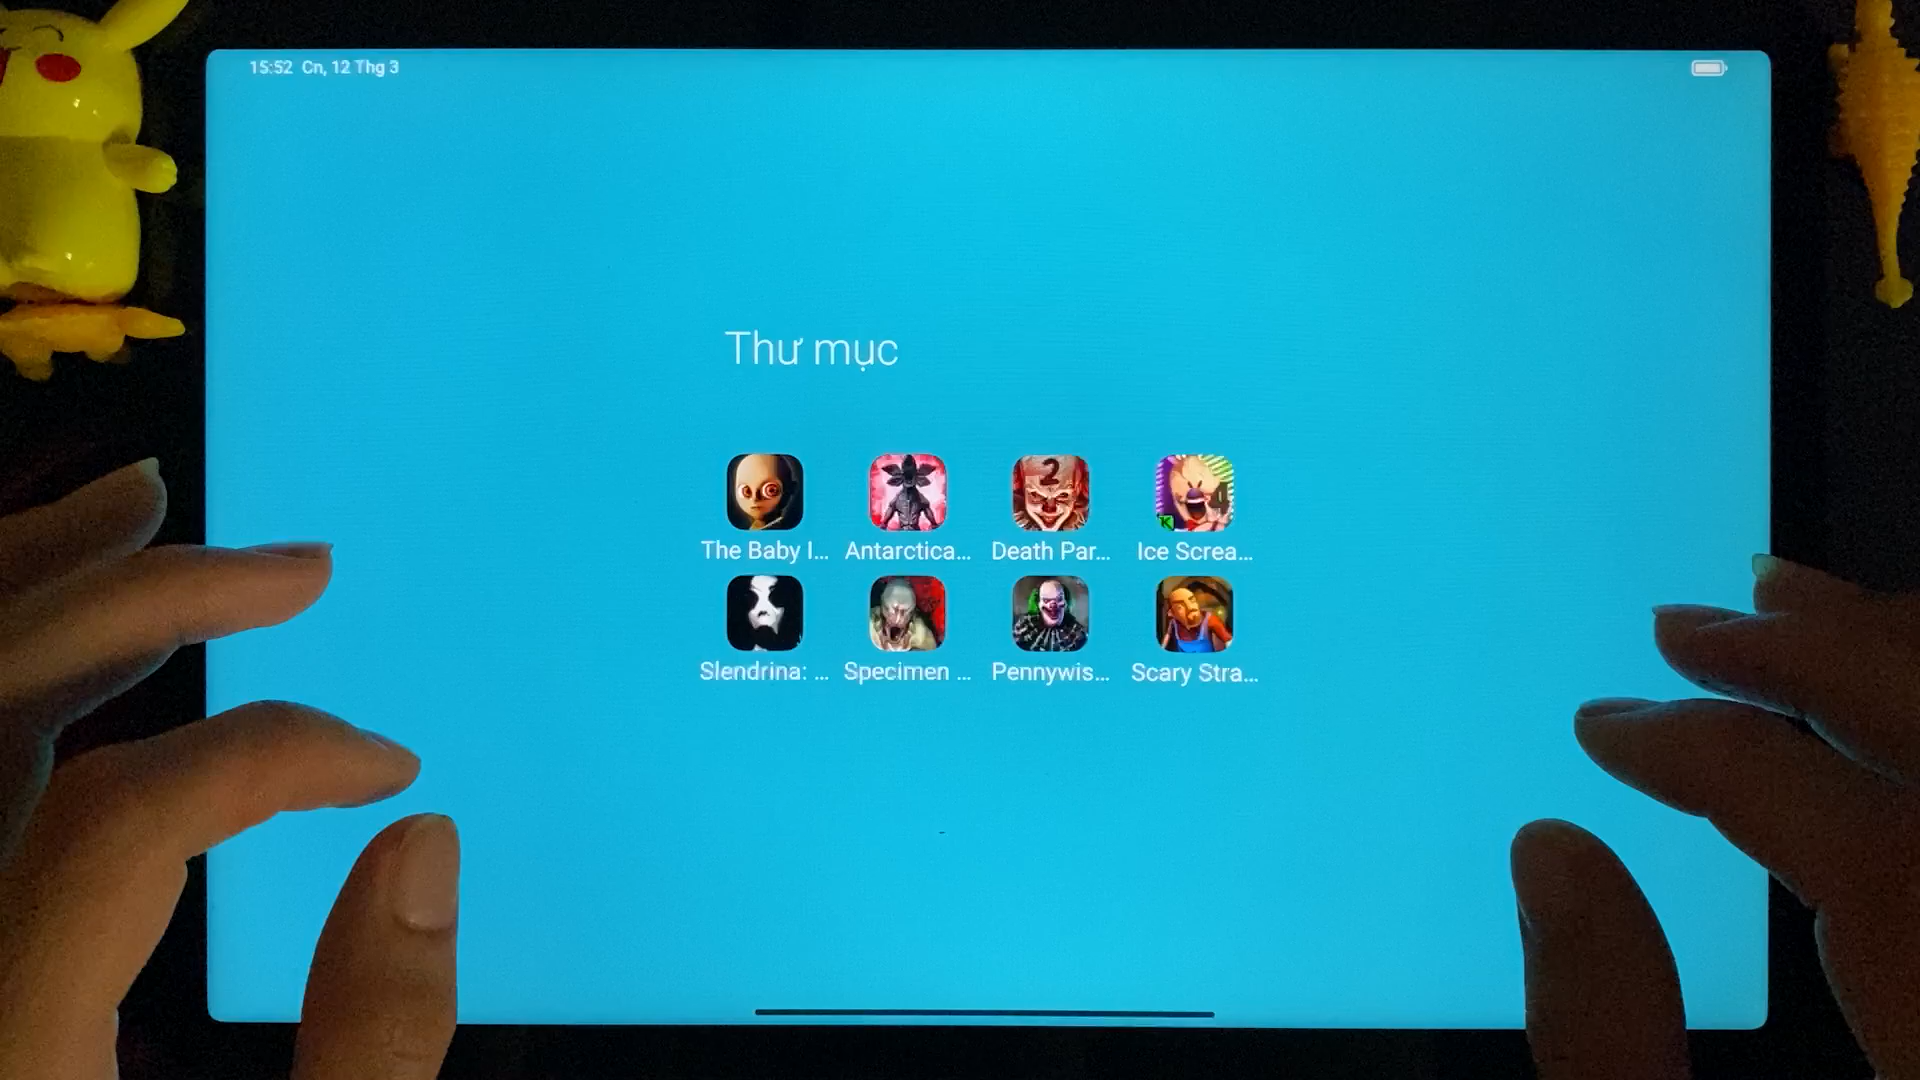 15:52 Cn, 12 Thg 3
Thư mục
The Baby I... Antarctica... Death Par... Ice Screa...
Slendrina: ... Specimen ... Pennywis... Scary Stra...
2
K